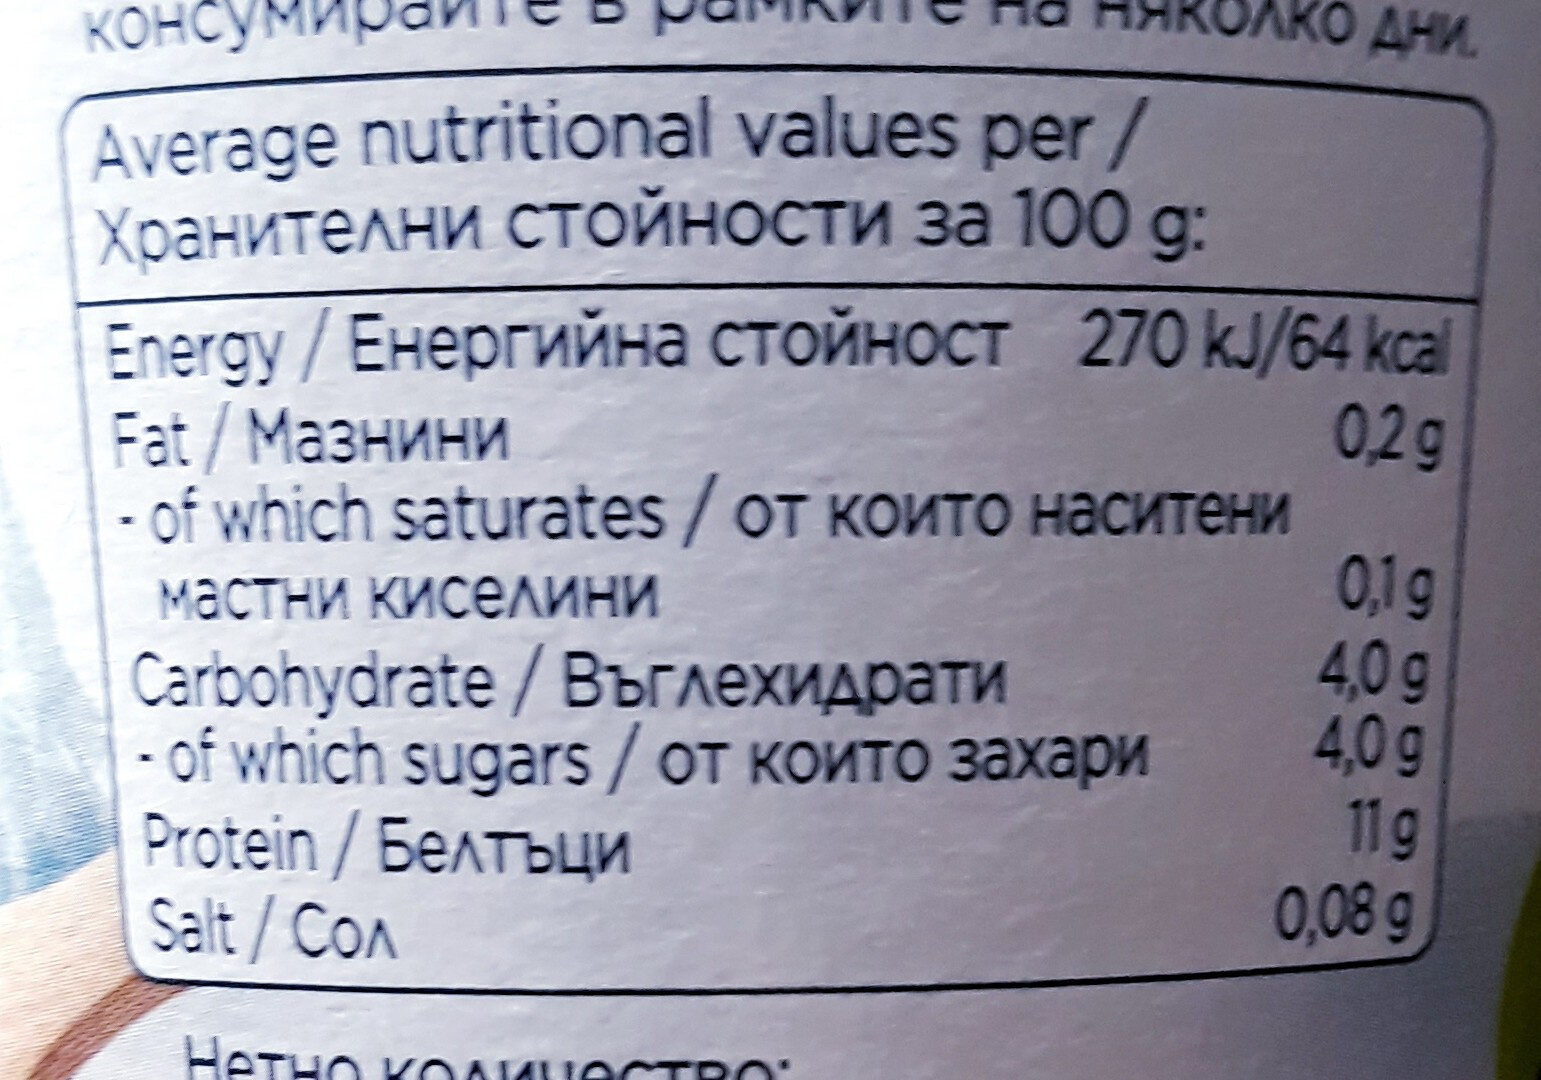 консумирайте в рамките на няколко дни.
Average nutritional values per /
Хранителни стойности за 100 g:
Energy / Енергийна стойност 270 kJ/64 kcal
Fat / Мазнини 0,2 g
- of which saturates / от които наситени
мастни киселини 0,1 g
Carbohydrate / Въглехидрати 4,0 g
- of which sugars / от които захари 4,0 g
Protein / Белтъци 11 g
Salt / Сол 0,08 g
Нетно количество: